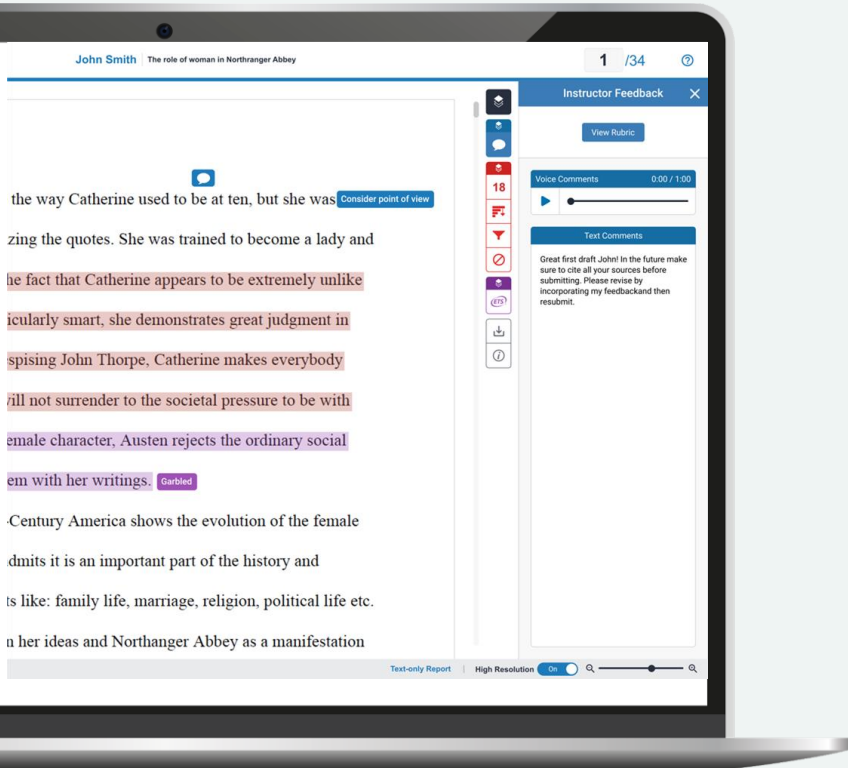 John Smith The role of woman in Northranger Abbey
1 /34
Instructor Feedback
View Rubric
the way Catherine used to be at ten, but she was Consider point of view
zing the quotes. She was trained to become a lady and
he fact that Catherine appears to be extremely unlike
icularly smart, she demonstrates great judgment in
spising John Thorpe, Catherine makes everybody
ill not surrender to the societal pressure to be with
emale character, Austen rejects the ordinary social
em with her writings. Garbled
-Century America shows the evolution of the female
dmits it is an important part of the history and
ts like: family life, marriage, religion, political life etc.
n her ideas and Northanger Abbey as a manifestation
18
ETS
Voice Comments 0:00 / 1:00
Text Comments
Great first draft John! In the future make
sure to cite all your sources before
submitting. Please revise by
incorporating my feedbackand then
resubmit.
Text-only Report High Resolution On